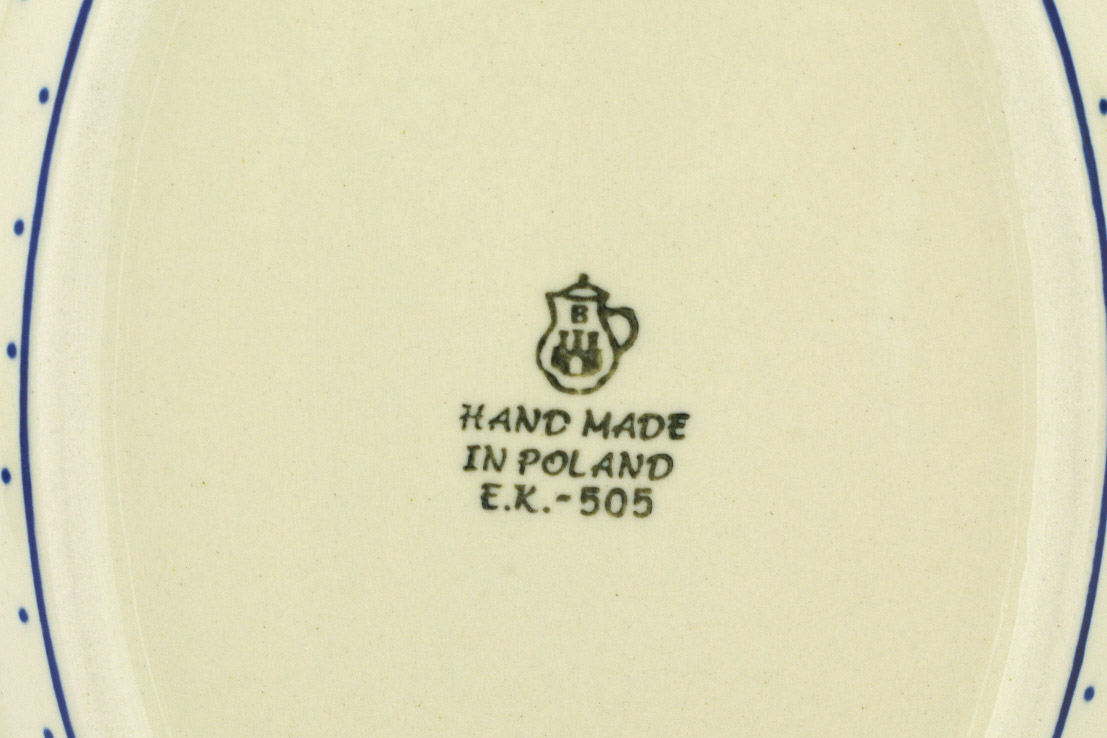 B
HAND MADE
IN POLAND
E.K.-505